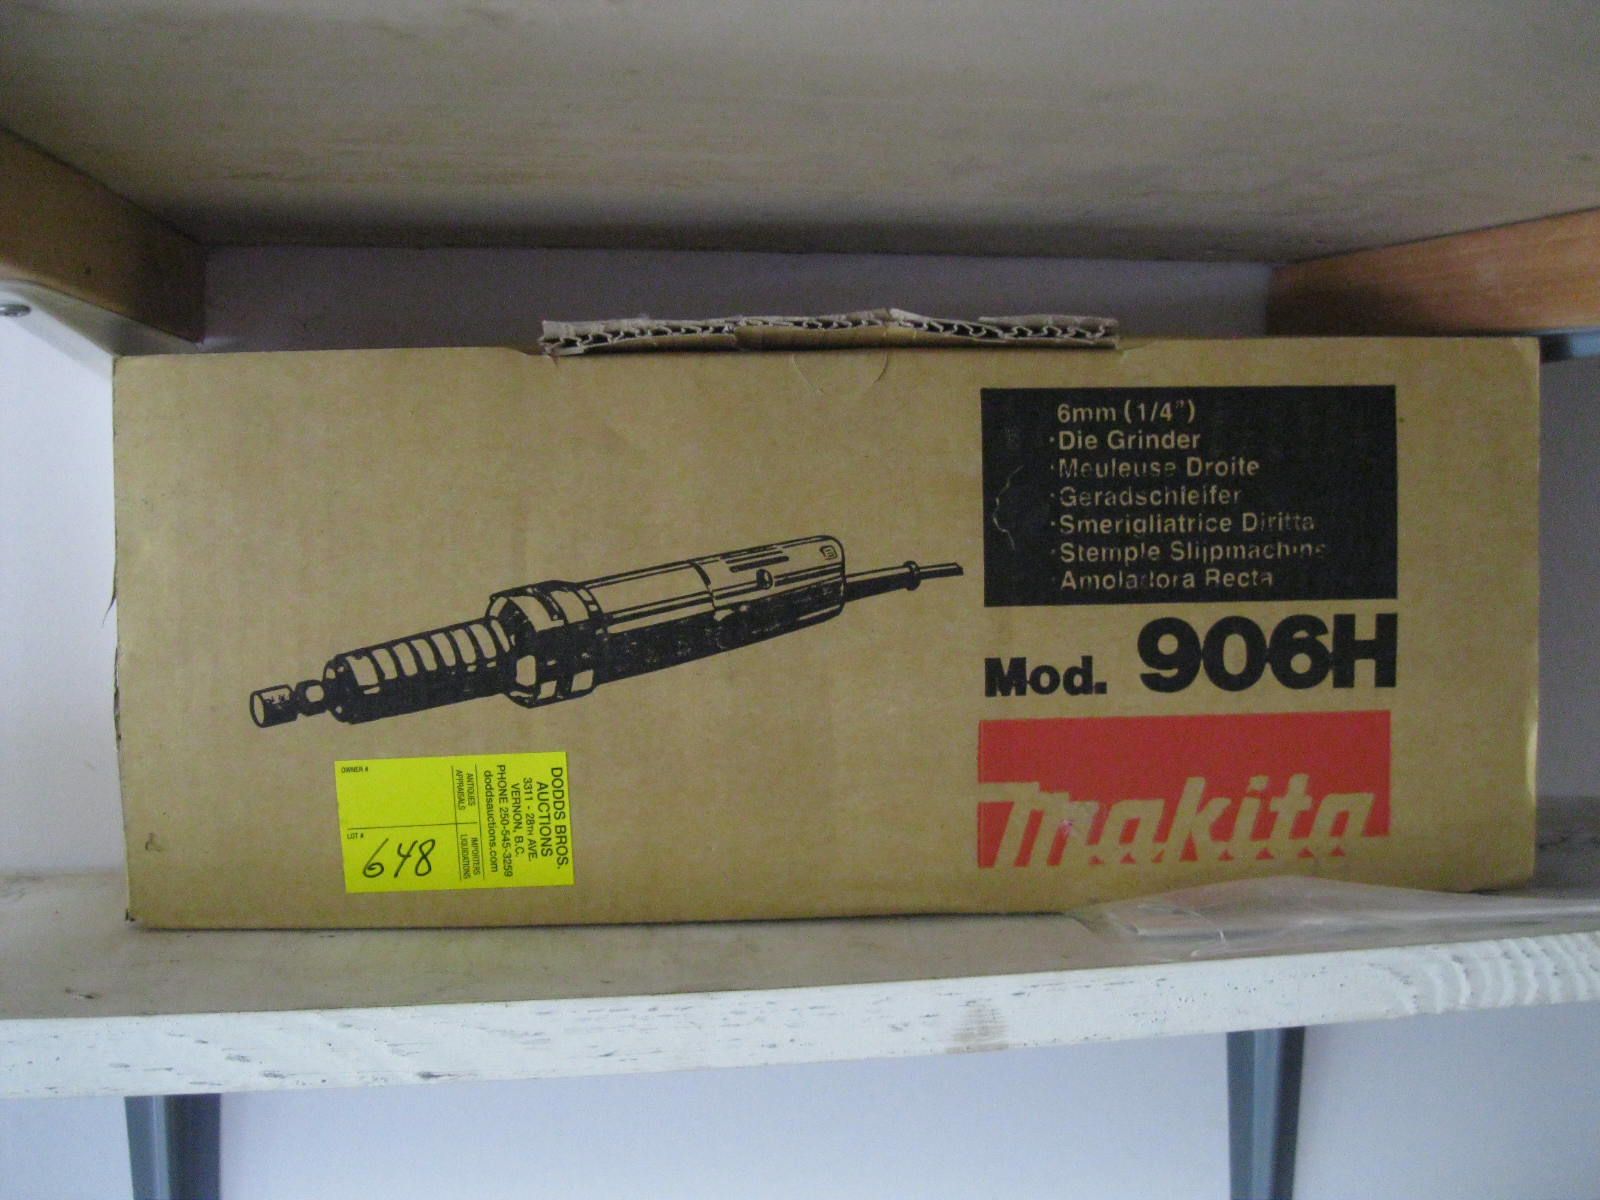 6mm (1/4")
·Die Grinder
·Meuleuse Droite
·Geradschleifer
·Smerigliatrice Diritta
·Stemple Slijpmachine
·Amoladora Recta
Mod. 906H
Makita
DODDS BROS.
AUCTIONS
3311 - 28TH AVE.
VERNON, B.C.
PHONE 250-545-3259
doddsauctions.com
ANTIQUES
APPRAISALS
IMPORTERS
LIQUIDATIONS
OWNER #
LOT #
648